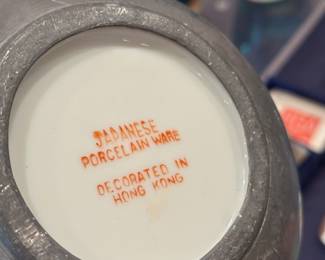 JAPANESE
PORCELAIN WARE
DECORATED IN
HONG KONG